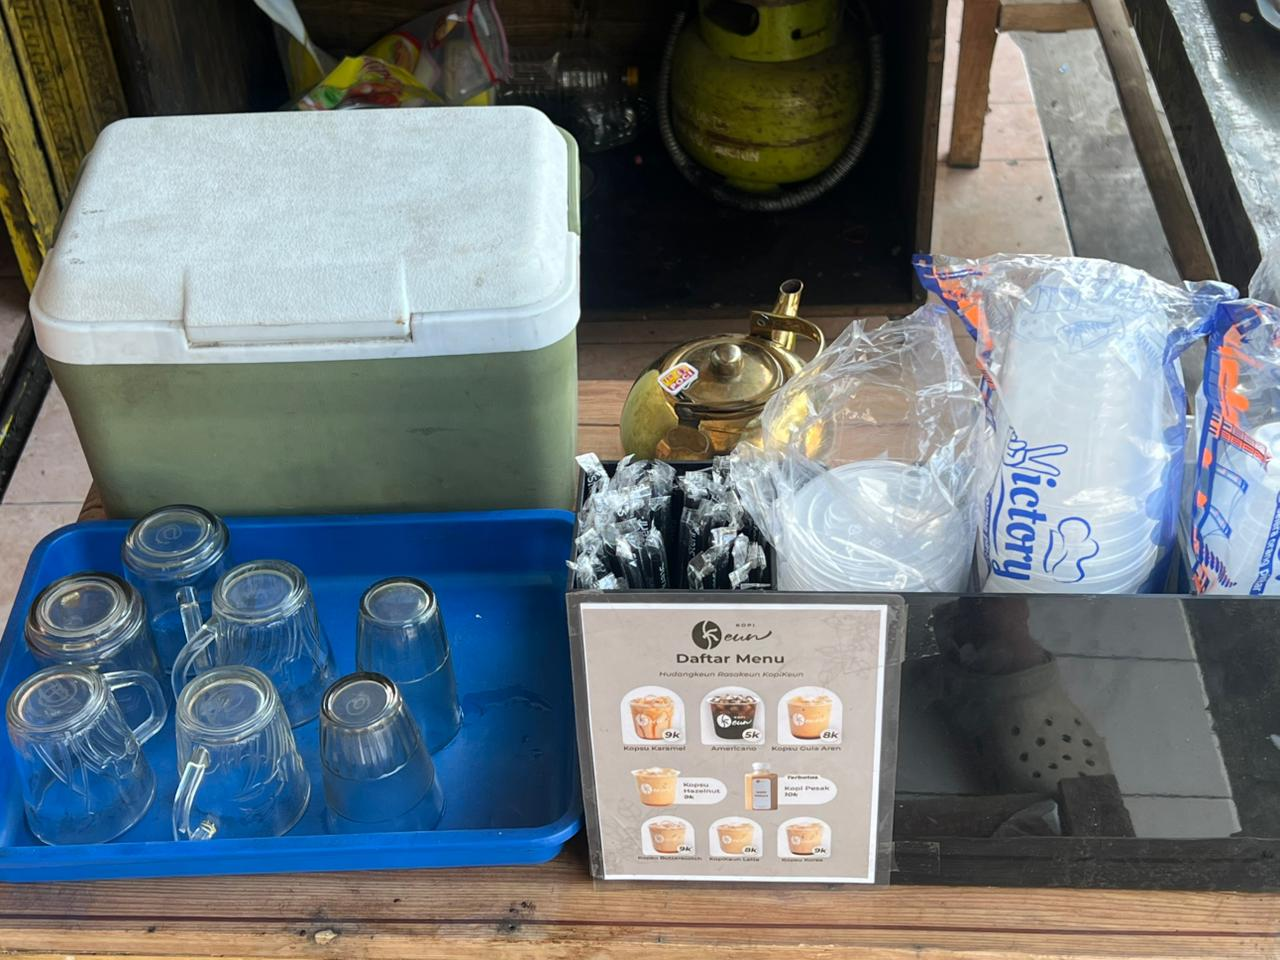 KOPI
Keun
Daftar Menu
Hudangkeun Rasakeun KopiKeun
9k
5k
8k
Kopsu Karamel
Americano
Kopsu Gula Aren
Kopsu
Hazelnut
9k
Terbatas
Kopi Pesak
10k
9k
8k
9k
Kopsu Butterscotch
KopiKeun Latte
Kopsu Korea
Victory
POCI